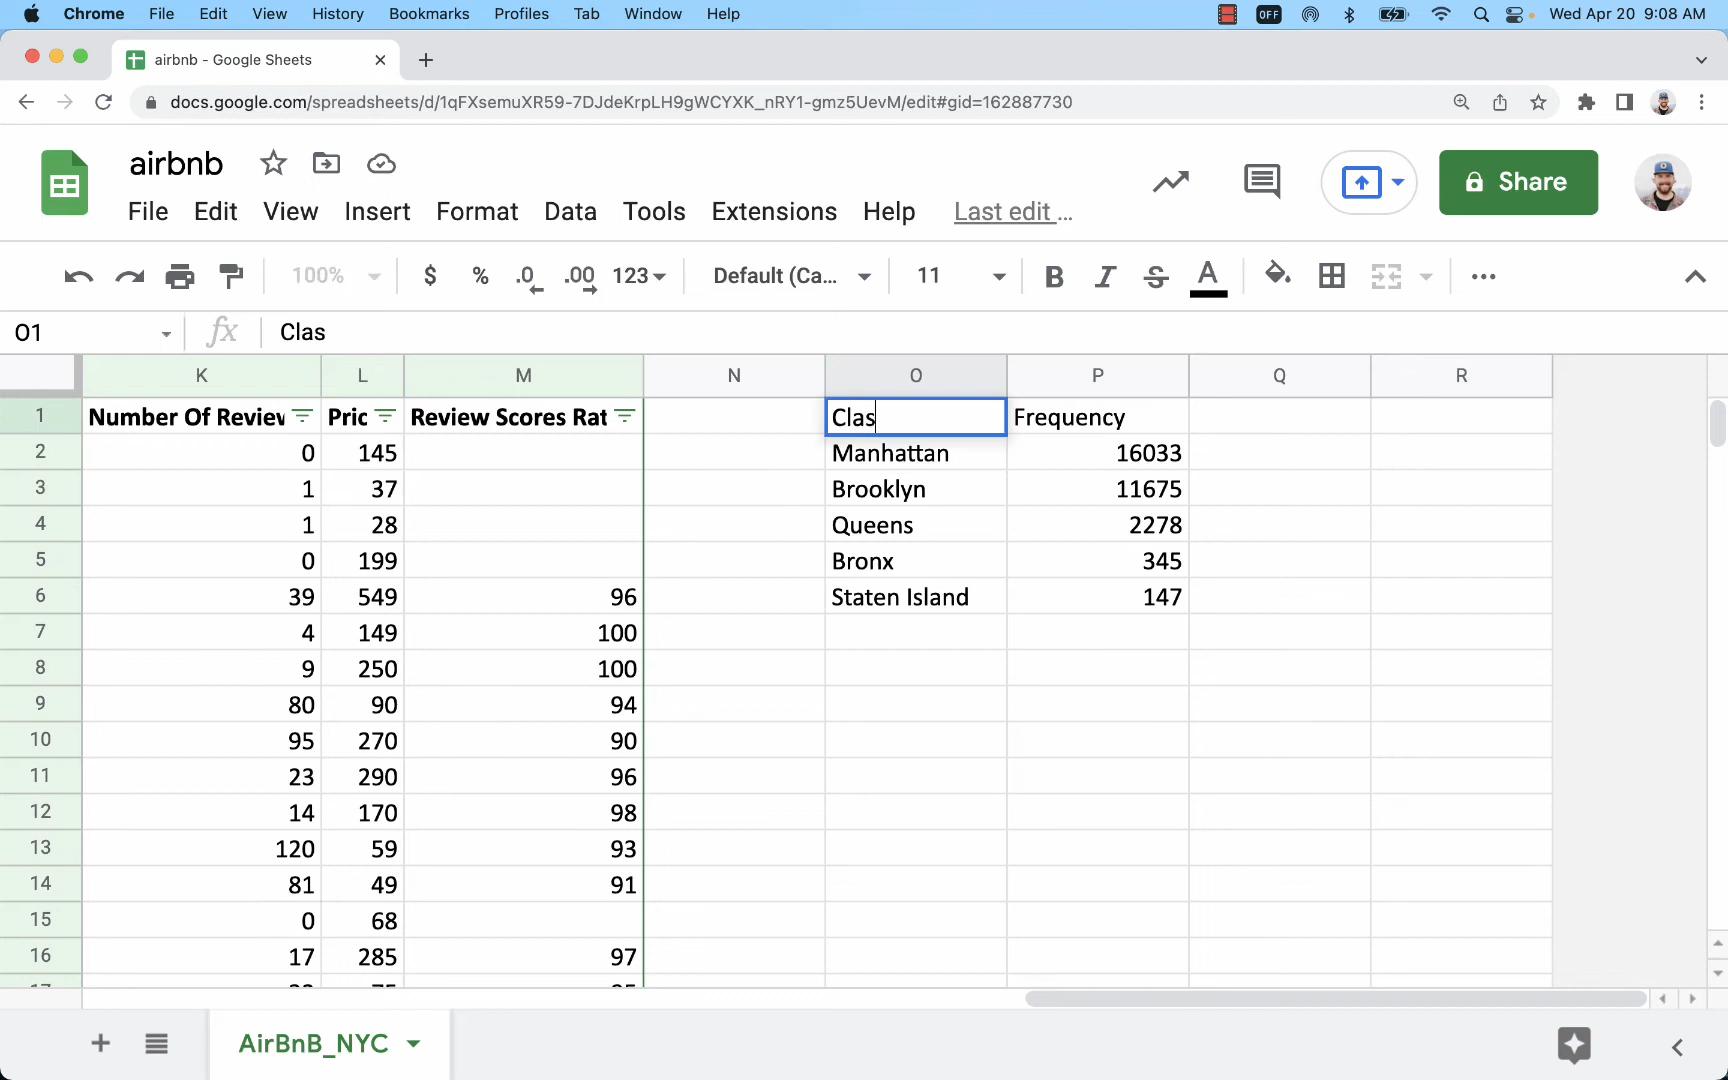 Chrome File Edit View History Bookmarks Profiles Tab Window Help OFF Wed Apr 20 9:08 AM
airbnb - Google Sheets
docs.google.com/spreadsheets/d/1qFXsemuXR59-7DJdeKrpLH9gWCYXK_nRY1-gmz5UevM/edit#gid=162887730
airbnb
Share
File Edit View Insert Format Data Tools Extensions Help Last edit ...
100% $ % .0 .00 123 Default (Ca... 11 B I S A
O1 fx Clas
K L M N O P Q R
1 Number Of Review Pric Review Scores Rat Clas Frequency
2 0 145 Manhattan 16033
3 1 37 Brooklyn 11675
4 1 28 Queens 2278
5 0 199 Bronx 345
6 39 549 96 Staten Island 147
7 4 149 100
8 9 250 100
9 80 90 94
10 95 270 90
11 23 290 96
12 14 170 98
13 120 59 93
14 81 49 91
15 0 68
16 17 285 97
AirBnB_NYC